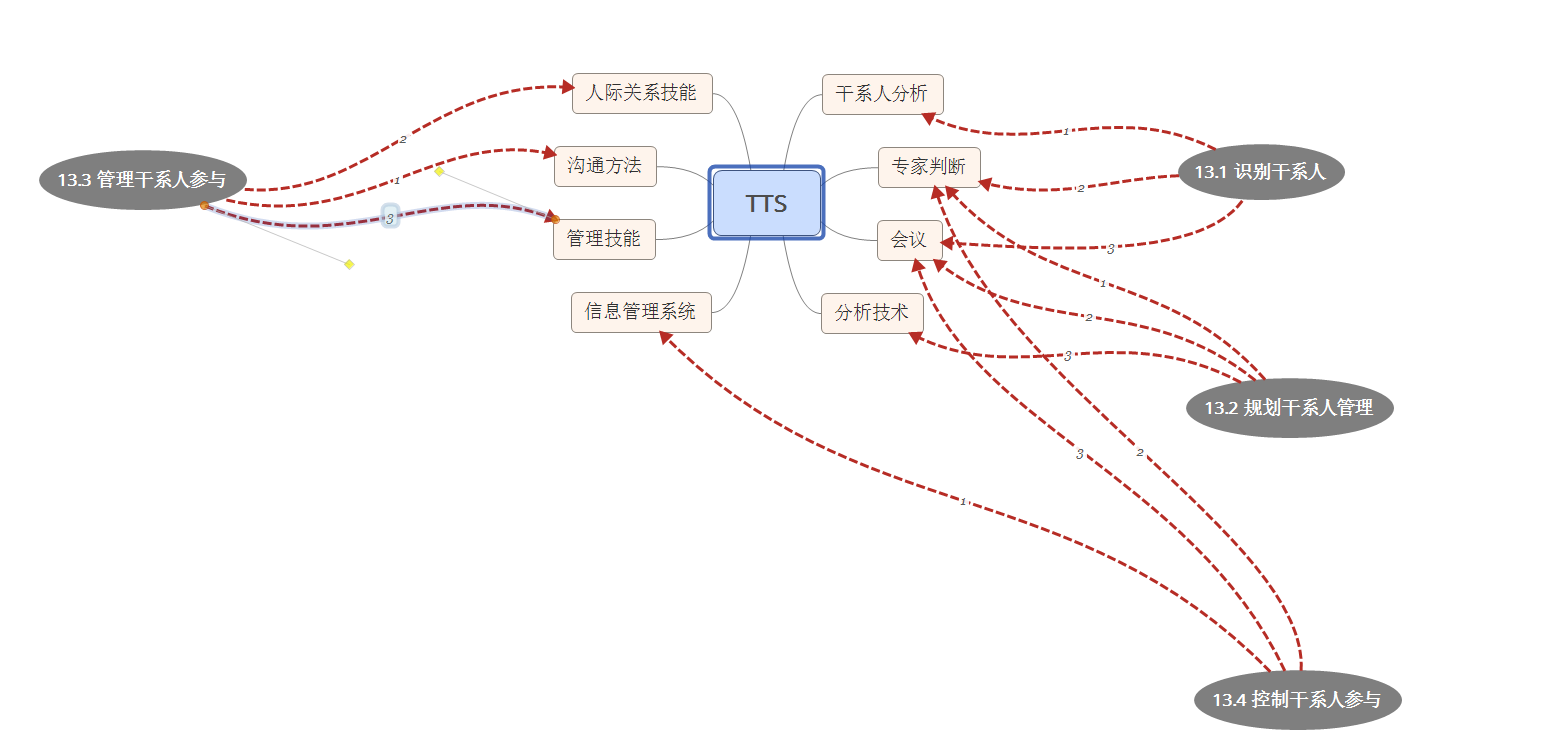 人际关系技能
干系人分析
1
2
沟通方法
专家判断
13.3 管理干系人参与
1
2
13.1 识别干系人
TTS
3
管理技能
会议
3
1
信息管理系统
分析技术
2
3
13.2 规划干系人管理
3
2
1
13.4 控制干系人参与